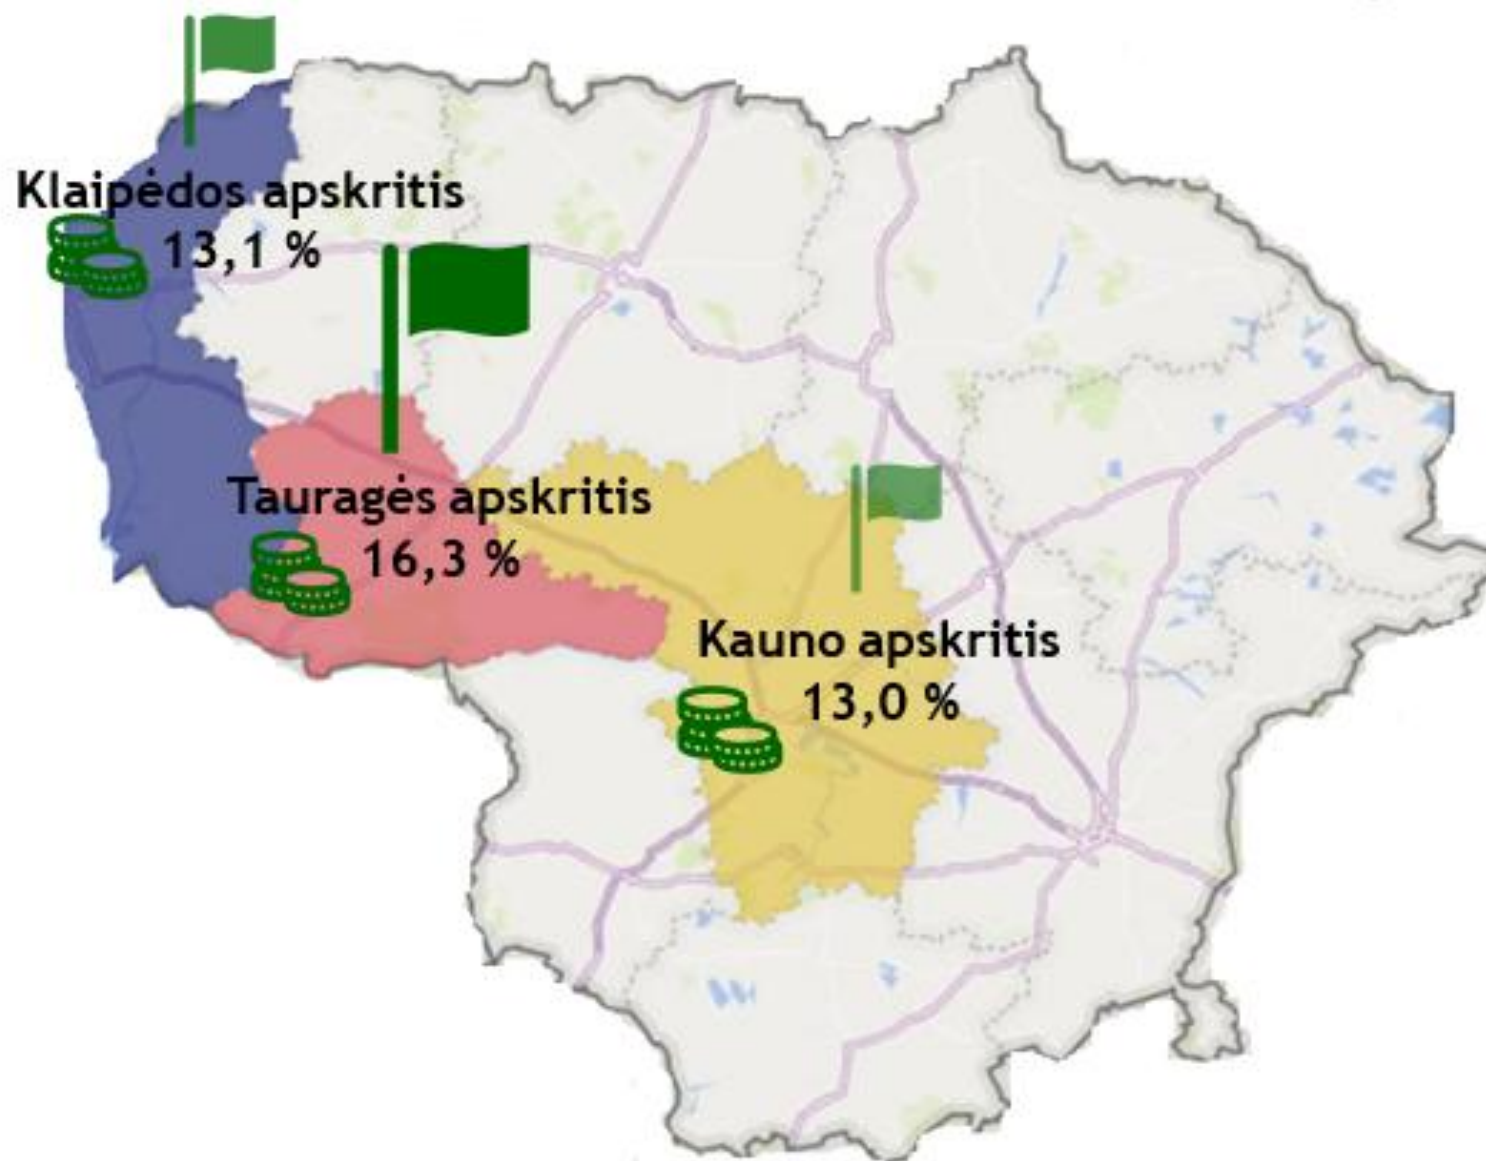 Klaipėdos apskritis
13,1 %
Tauragės apskritis
16,3 %
Kauno apskritis
13,0 %